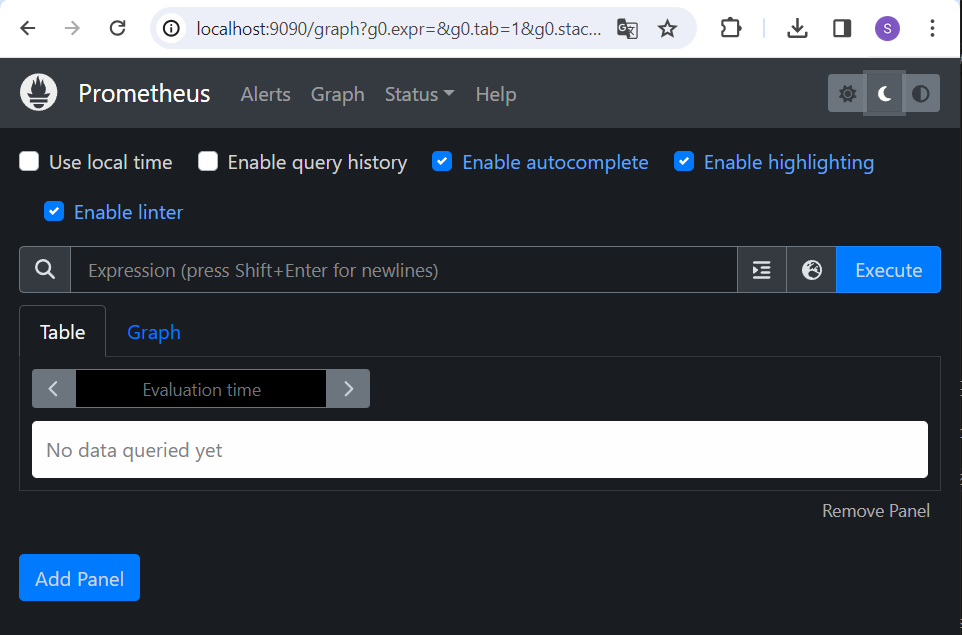 localhost:9090/graph?g0.expr=&g0.tab=1&g0.stac...
S
Prometheus Alerts Graph Status Help
Use local time Enable query history Enable autocomplete Enable highlighting
Enable linter
Expression (press Shift+Enter for newlines) Execute
Table Graph
Evaluation time
No data queried yet
Remove Panel
Add Panel